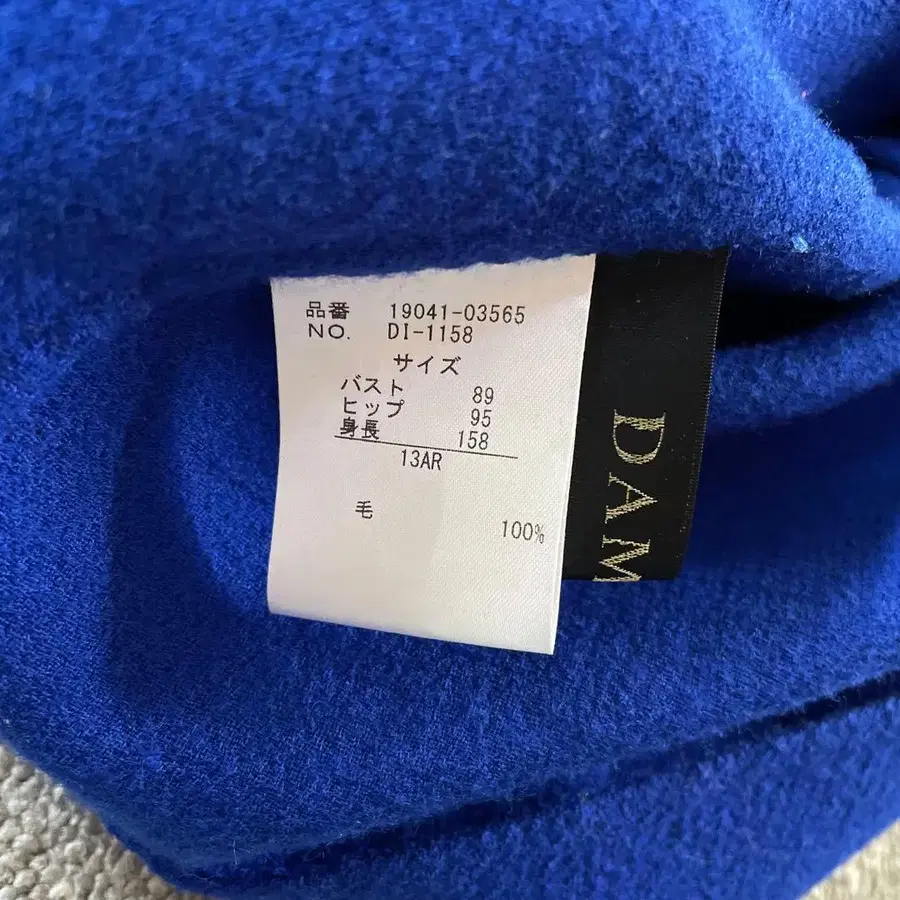 品番 19041-03565
NO. DI-1158
サイズ
バスト 89
ヒップ 95
身長 158
13AR
毛 100%
DAM